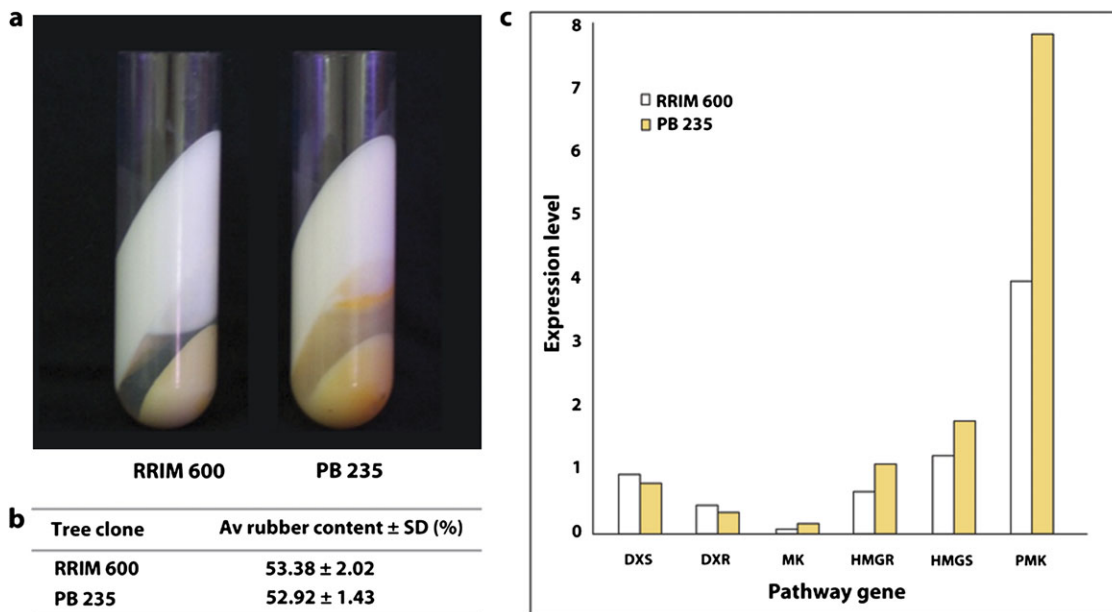 a
RRIM 600 PB 235
b
Tree clone Av rubber content ± SD (%)
RRIM 600 53.38 ± 2.02
PB 235 52.92 ± 1.43
c
Expression level
8
7
6
5
4
3
2
1
0
RRIM 600
PB 235
DXS DXR MK HMGR HMGS PMK
Pathway gene